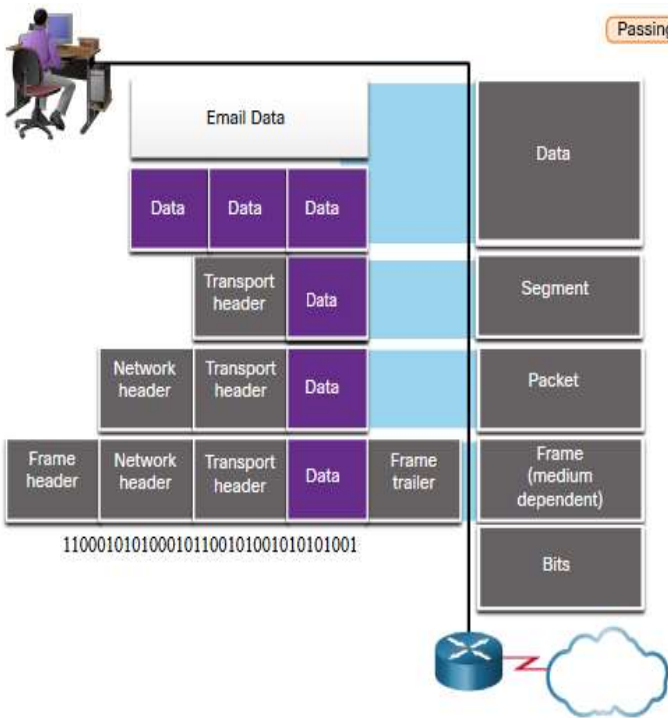 Passing
Email Data
Data
Data Data Data
Transport
header
Data
Segment
Network
header
Transport
header
Data
Packet
Frame
header
Network
header
Transport
header
Data
Frame
trailer
Frame
(medium
dependent)
1100010101000101100101001010101001
Bits